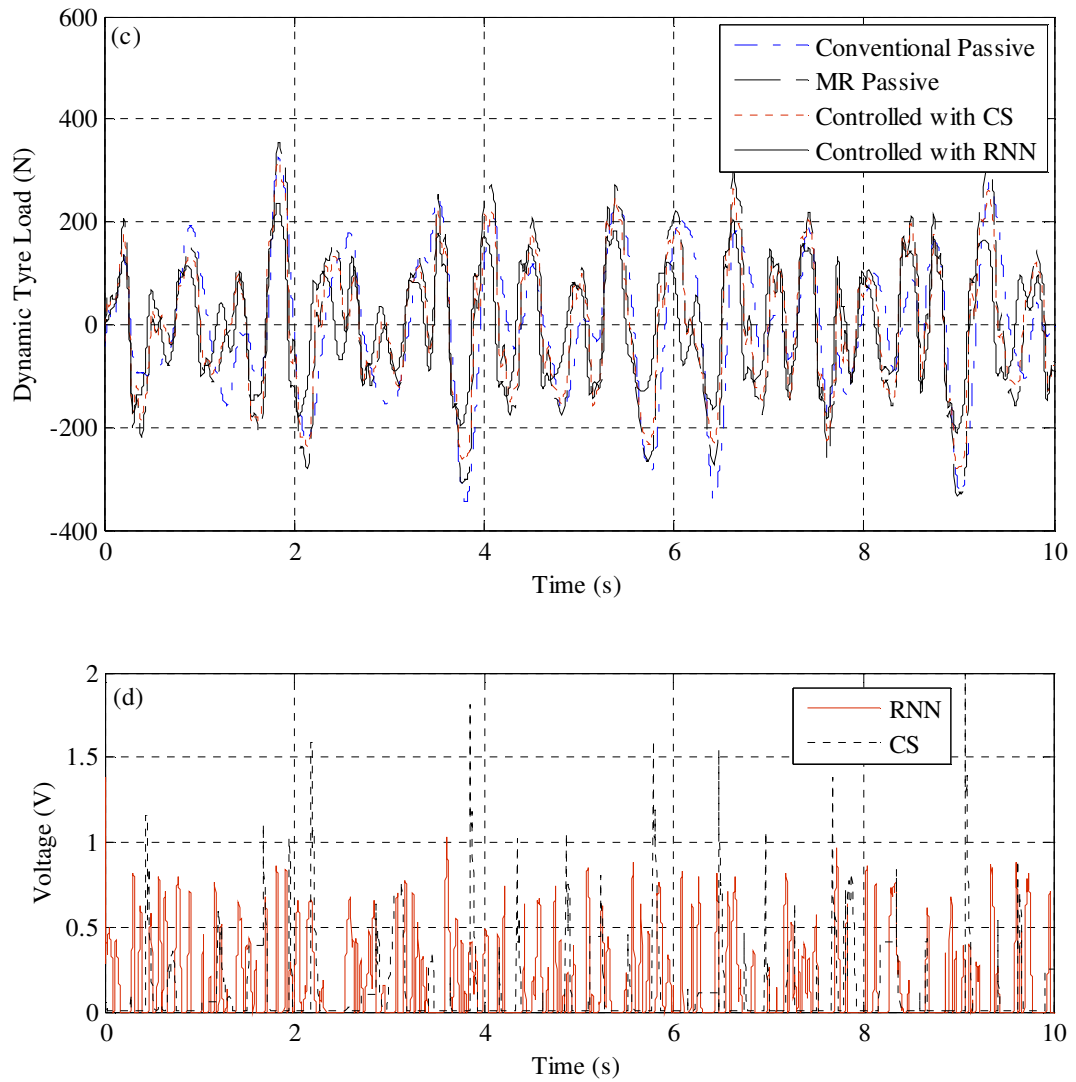 (c)
600
400
200
0
-200
-400
Dynamic Tyre Load (N)
Conventional Passive
MR Passive
Controlled with CS
Controlled with RNN
0 2 4 6 8 10
Time (s)
(d)
2
1.5
1
0.5
0
Voltage (V)
RNN
CS
0 2 4 6 8 10
Time (s)